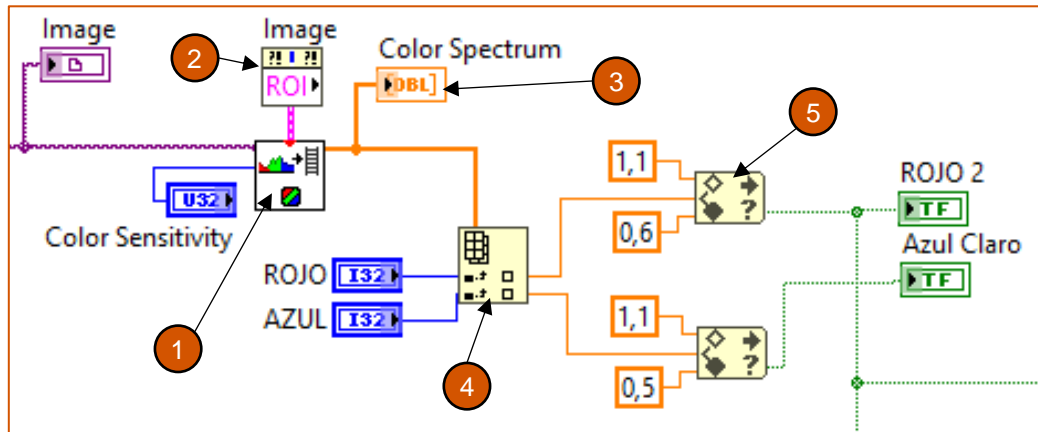 Image
Image
2
?! ?!
ROI
Color Spectrum
DBL]
3
5
1,1
U32
0,6
ROJO 2
TF
Color Sensitivity
1
Azul Claro
TF
ROJO
I32
AZUL
I32
4
1,1
?
0,5
?